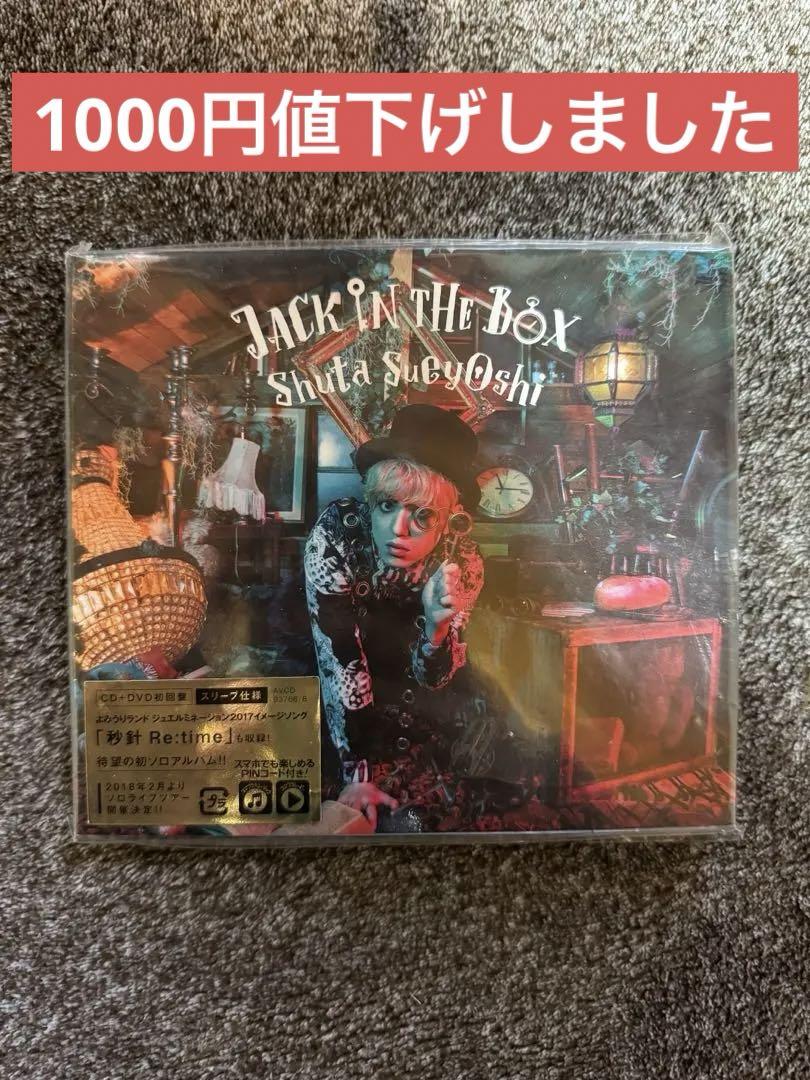 1000円値下げしました
JACK iN tHE BOX
Shuta SuEyOshi
CD+DVD初回盤 スリーブ仕様 AVCD
よみうりランド ジュエルミネーション2017イメージソング
「秒針 Re:time」も収録!
待望の初ソロアルバム!! スマホでも楽しめる
PINコード付き!
2018年2月より
ソロライブツアー
開催決定!!
プラ